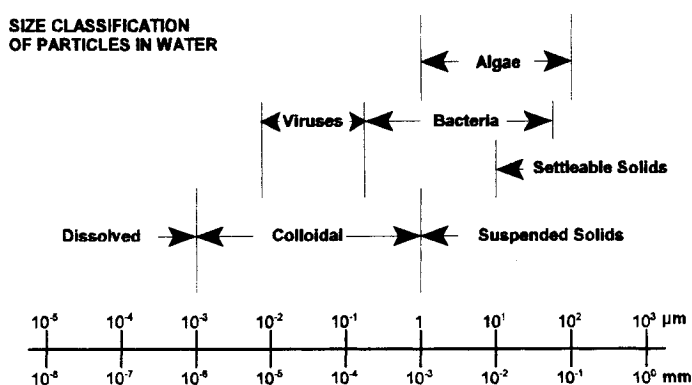 SIZE CLASSIFICATION
OF PARTICLES IN WATER
Algae
Viruses Bacteria
Settleable Solids
Dissolved Colloidal Suspended Solids
10⁻⁵ 10⁻⁴ 10⁻³ 10⁻² 10⁻¹ 1 10¹ 10² 10³ µm
10⁻⁸ 10⁻⁷ 10⁻⁶ 10⁻⁵ 10⁻⁴ 10⁻³ 10⁻² 10⁻¹ 10⁰ mm